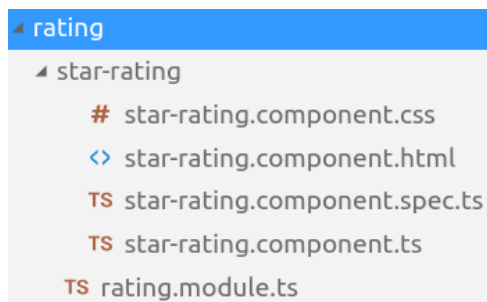 rating
star-rating
# star-rating.component.css
<> star-rating.component.html
TS star-rating.component.spec.ts
TS star-rating.component.ts
TS rating.module.ts